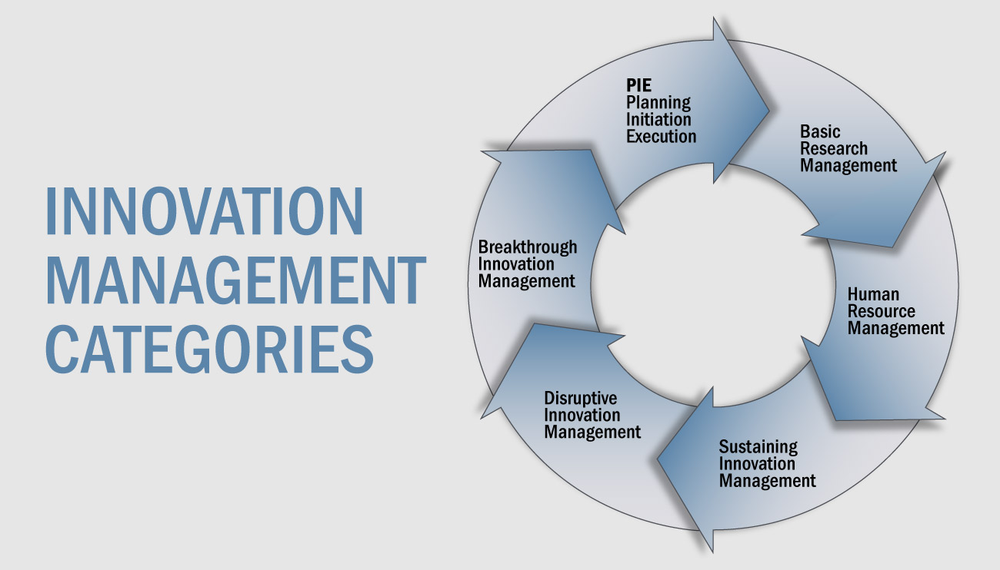 INNOVATION
MANAGEMENT
CATEGORIES
PIE
Planning
Initiation
Execution
Basic
Research
Management
Human
Resource
Management
Sustaining
Innovation
Management
Disruptive
Innovation
Management
Breakthrough
Innovation
Management